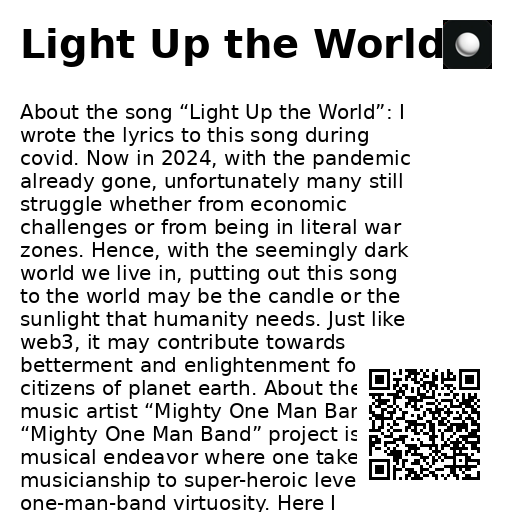 Light Up the World
About the song “Light Up the World”: I
wrote the lyrics to this song during
covid. Now in 2024, with the pandemic
already gone, unfortunately many still
struggle whether from economic
challenges or from being in literal war
zones. Hence, with the seemingly dark
world we live in, putting out this song
to the world may be the candle or the
sunlight that humanity needs. Just like
web3, it may contribute towards
betterment and enlightenment fo
citizens of planet earth. About the
music artist “Mighty One Man Ban
“Mighty One Man Band” project is
musical endeavor where one take
musicianship to super-heroic leve
one-man-band virtuosity. Here I